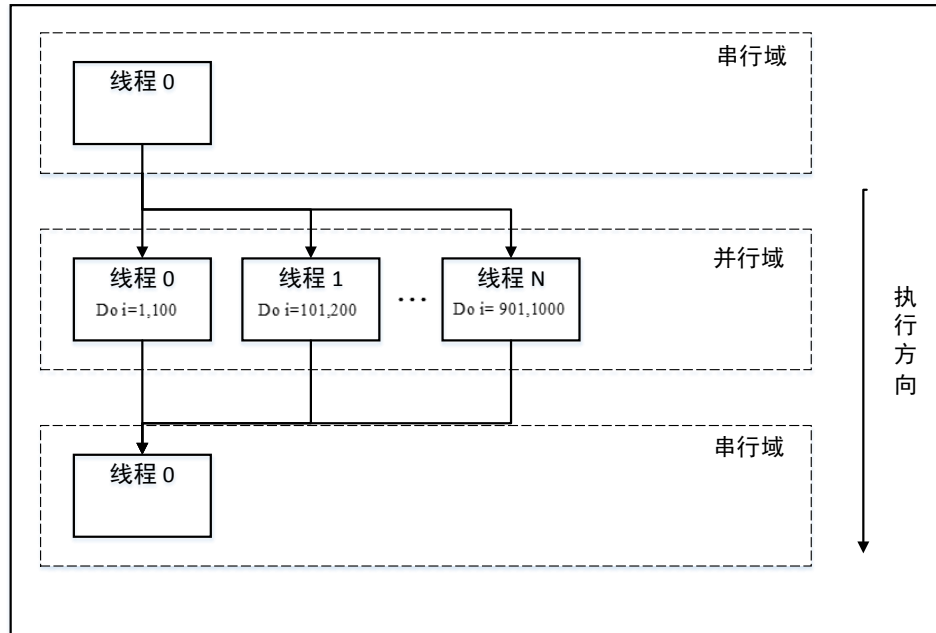 串行域
线程 0
并行域
线程 0
Do i=1,100
线程 1
Do i=101,200
...
线程 N
Do i= 901,1000
执行方向
串行域
线程 0